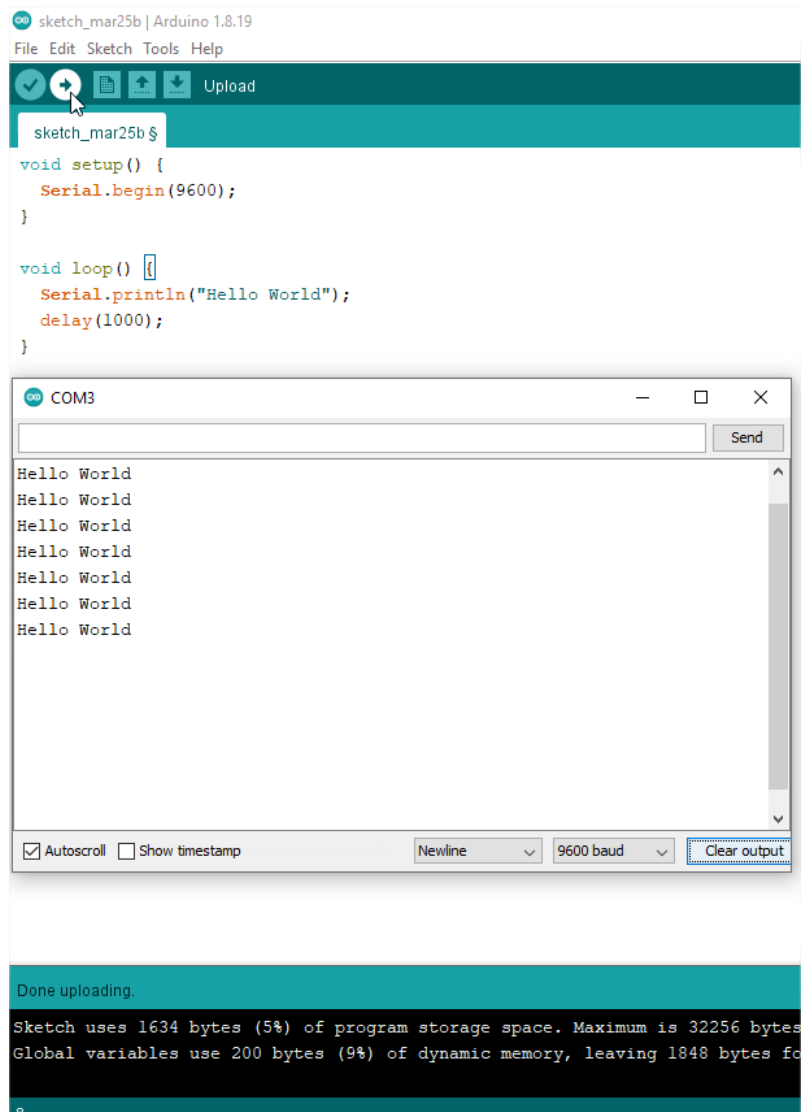 sketch_mar25b | Arduino 1.8.19
File Edit Sketch Tools Help
Upload
sketch_mar25b §
void setup() {
  Serial.begin(9600);
}
void loop() {
  Serial.println("Hello World");
  delay(1000);
}
COM3
Send
Hello World
Hello World
Hello World
Hello World
Hello World
Hello World
Hello World
Autoscroll Show timestamp Newline 9600 baud Clear output
Done uploading.
Sketch uses 1634 bytes (5%) of program storage space. Maximum is 32256 bytes
Global variables use 200 bytes (9%) of dynamic memory, leaving 1848 bytes fo